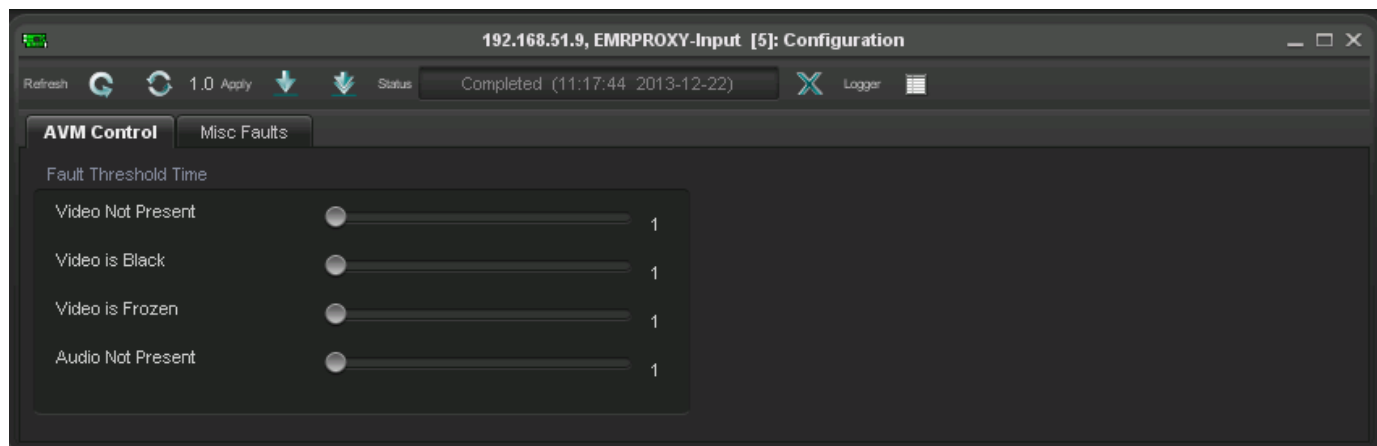 192.168.51.9, EMRPROXY-Input [5]: Configuration
Refresh 1.0 Apply Status Completed (11:17:44 2013-12-22) Logger
AVM Control Misc Faults
Fault Threshold Time
Video Not Present 1
Video is Black 1
Video is Frozen 1
Audio Not Present 1